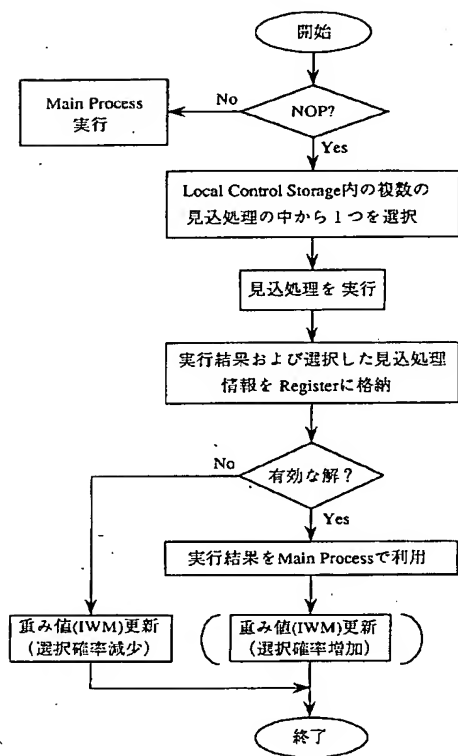 開始
NOP?
No
Main Process
実行
Yes
Local Control Storage内の複数の
見込処理の中から1つを選択
見込処理を 実行
実行結果および選択した見込処理
情報を Registerに格納
有効な解?
No
Yes
実行結果をMain Processで利用
重み値(IWM)更新
(選択確率減少)
重み値(IWM)更新
(選択確率増加)
終了